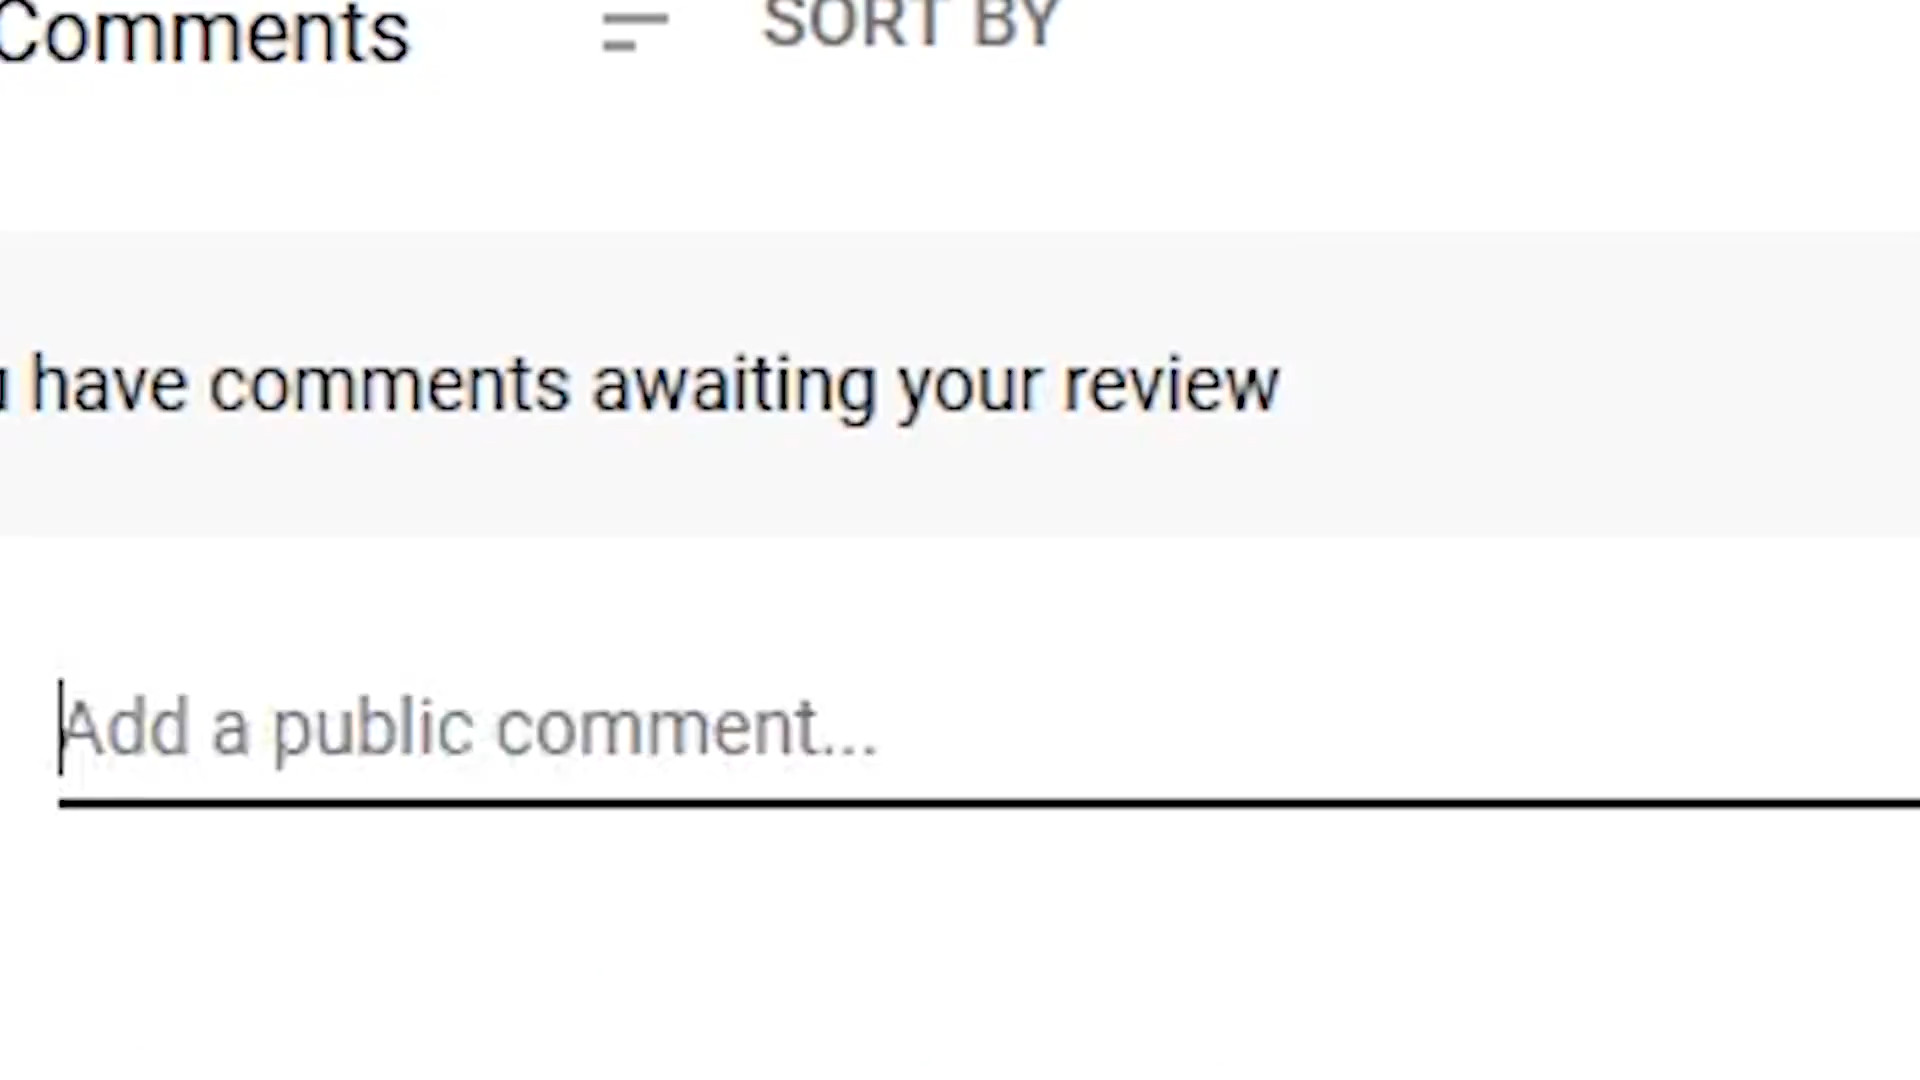 Comments SORT BY
have comments awaiting your review
Add a public comment...